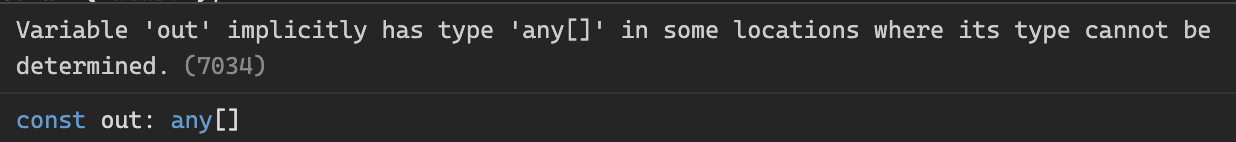 Variable 'out' implicitly has type 'any[]' in some locations where its type cannot be
determined. (7034)
const out: any[]